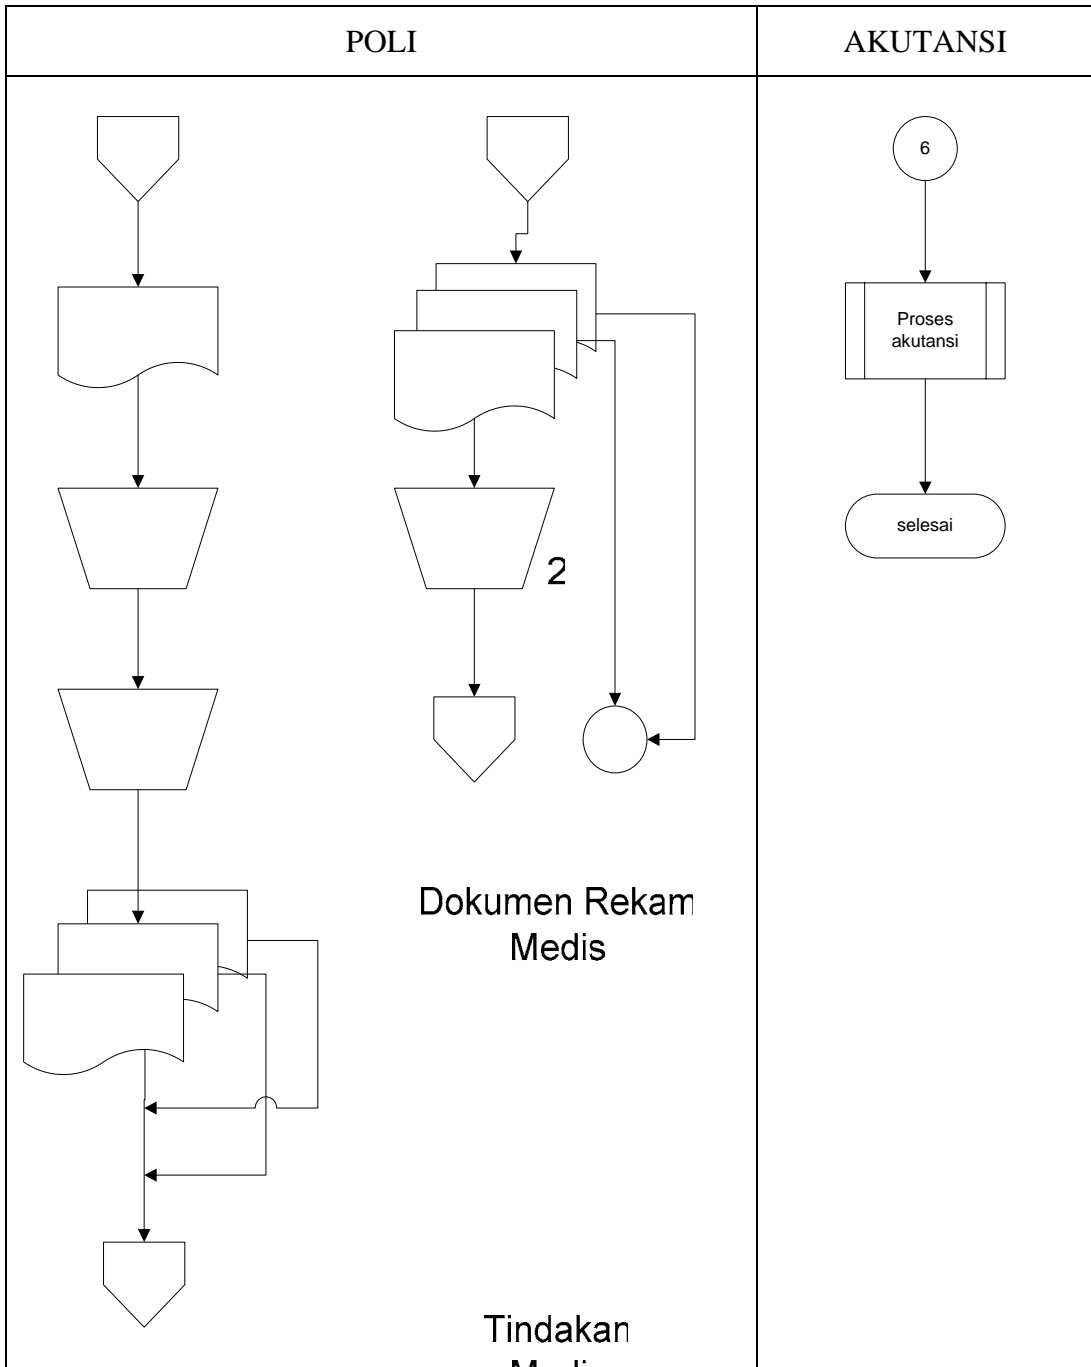 POLI
AKUTANSI
6
Proses
akutansi
selesai
2
Dokumen Rekam
Medis
Tindakan